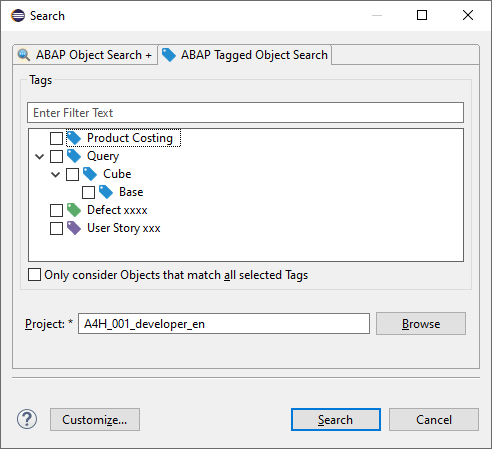 Search
ABAP Object Search +
ABAP Tagged Object Search
Tags
Enter Filter Text
Product Costing
Query
Cube
Base
Defect xxxx
User Story xxx
Only consider Objects that match all selected Tags
Project: * A4H_001_developer_en Browse
? Customize... Search Cancel